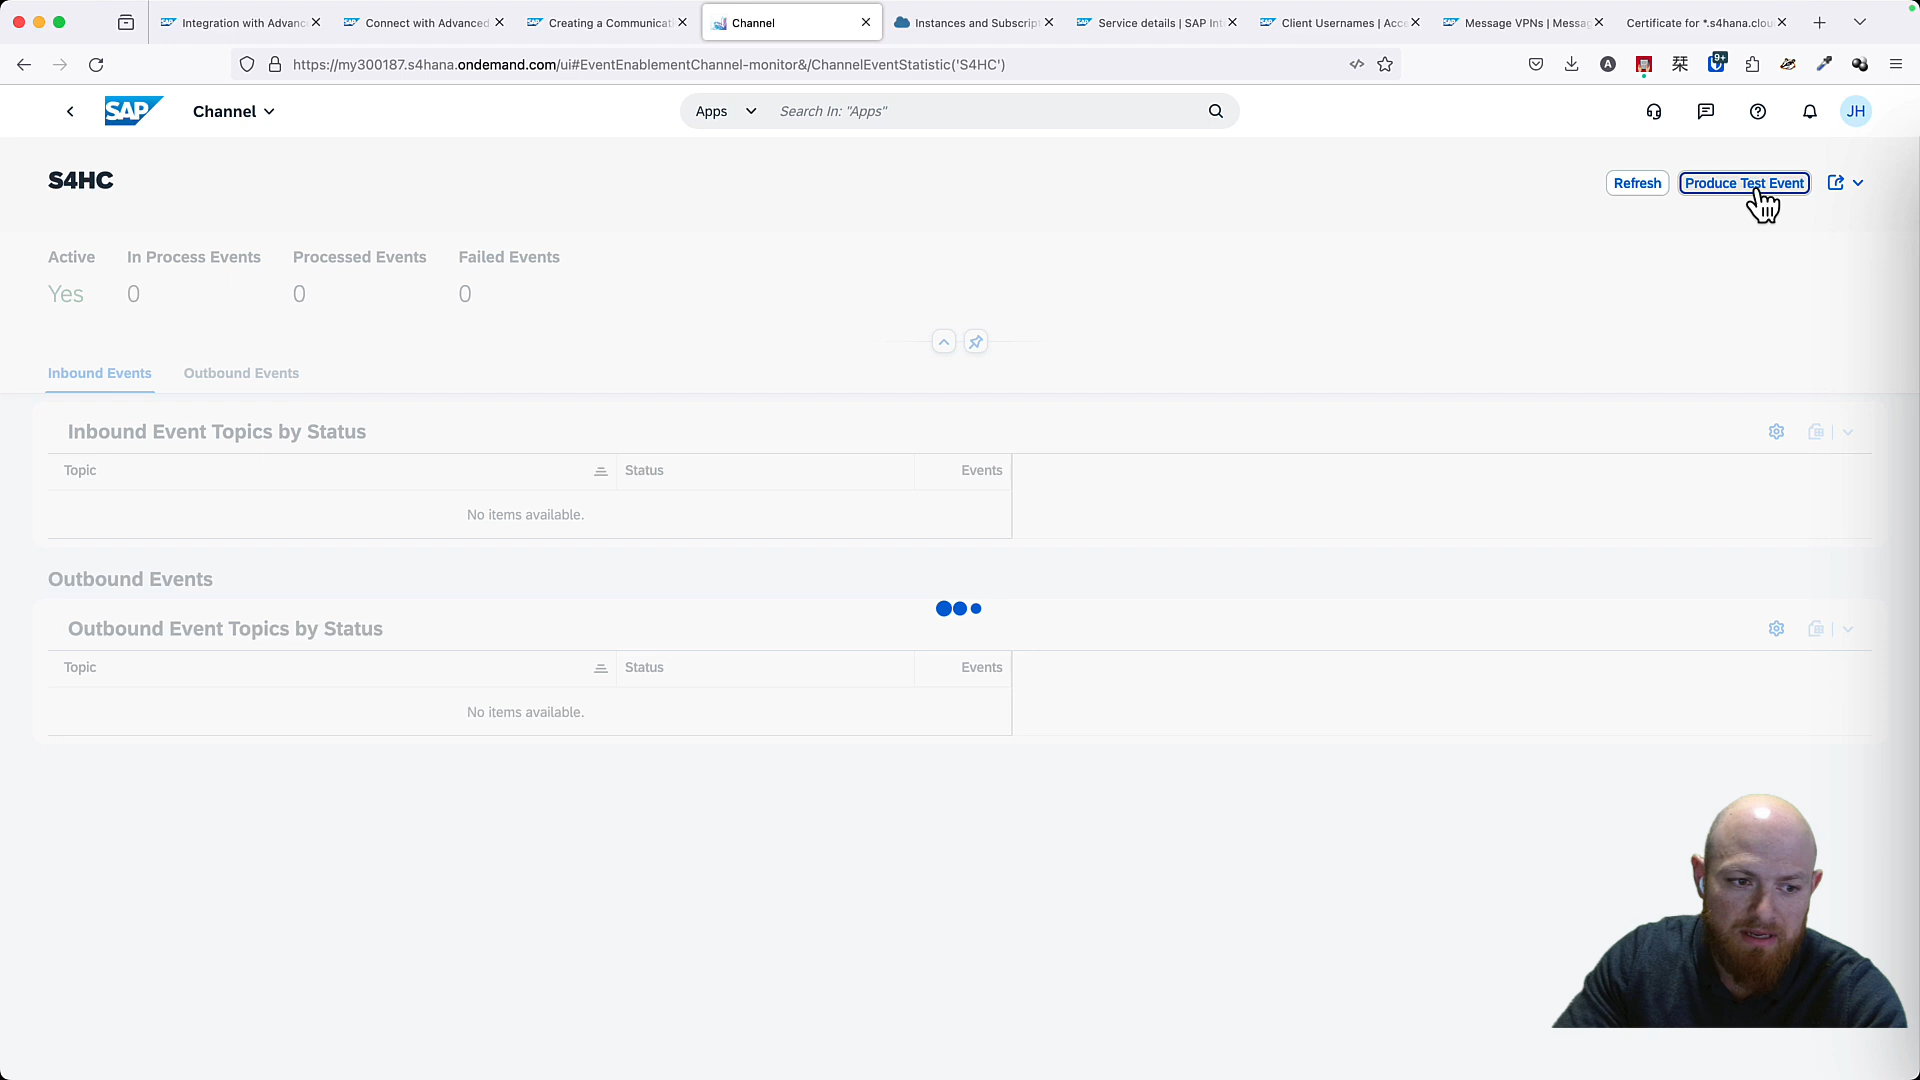 Integration with Advanc
Connect with Advanced
Creating a Communicati
Channel
Instances and Subscript
Service details | SAP Int
Client Usernames | Acce
Message VPNs | Messag
Certificate for *.s4hana.clou
https://my300187.s4hana.ondemand.com/ui#EventEnablementChannel-monitor&/ChannelEventStatistic('S4HC')
A
9+
SAP
Channel
Apps
Search In: "Apps"
JH
S4HC
Refresh
Produce Test Event
Active
In Process Events
Processed Events
Failed Events
Yes
0
0
0
Inbound Events
Outbound Events
Inbound Event Topics by Status
Topic
Status
Events
No items available.
Outbound Events
Outbound Event Topics by Status
Topic
Status
Events
No items available.